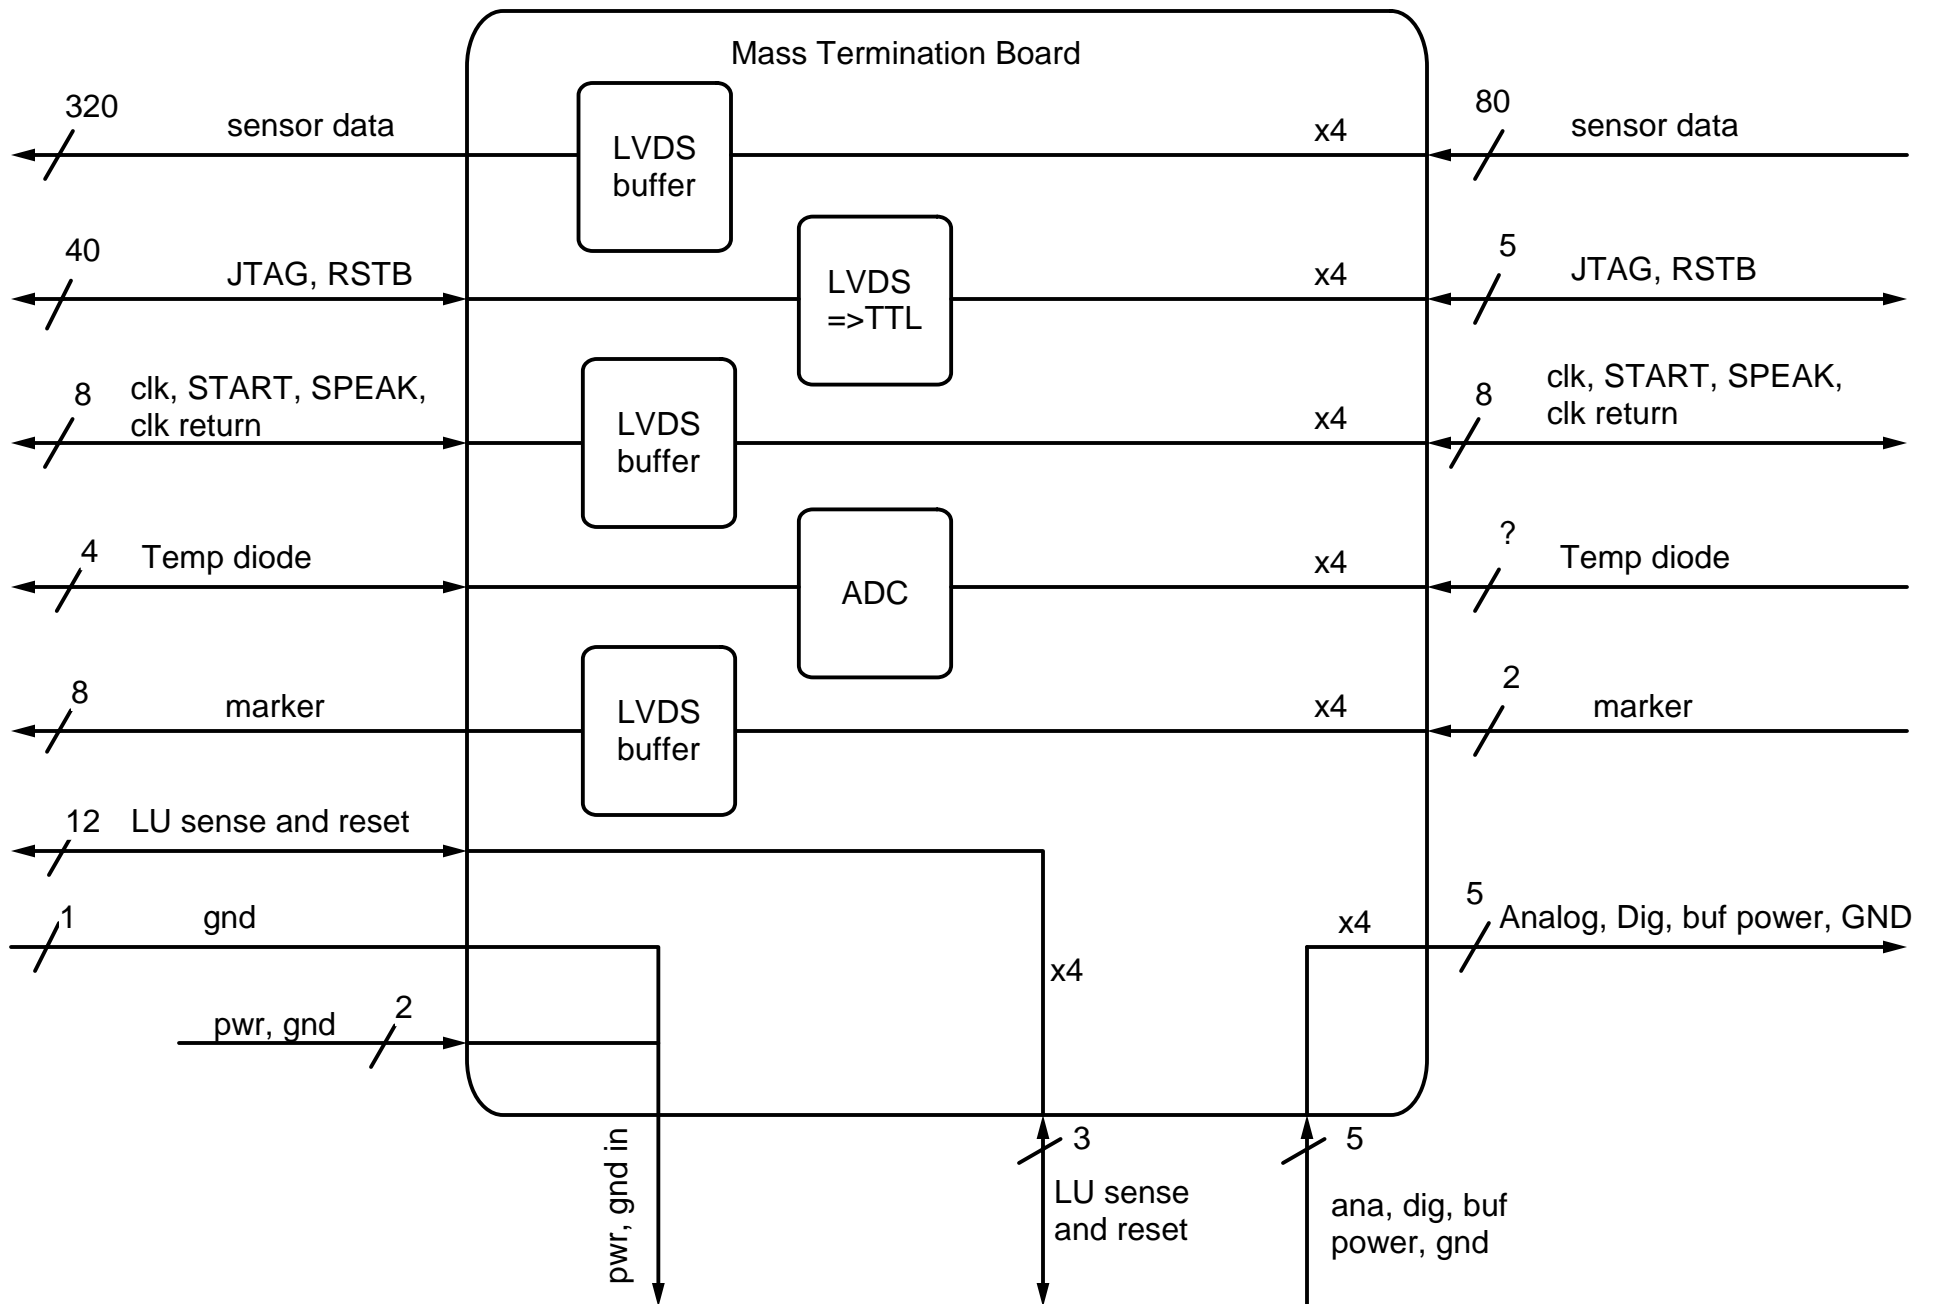 Mass Termination Board
320
sensor data
LVDS
buffer
x4
80
sensor data
40
JTAG, RSTB
LVDS
=>TTL
x4
5
JTAG, RSTB
8
clk, START, SPEAK,
clk return
LVDS
buffer
x4
8
clk, START, SPEAK,
clk return
4
Temp diode
ADC
x4
?
Temp diode
8
marker
LVDS
buffer
x4
2
marker
12
LU sense and reset
x4
1
gnd
x4
5
Analog, Dig, buf power, GND
pwr, gnd
2
pwr, gnd in
3
LU sense
and reset
5
ana, dig, buf
power, gnd